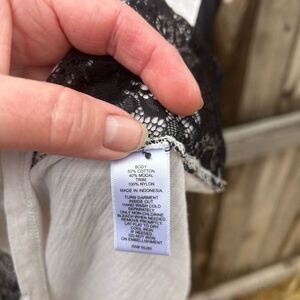 BODY
60% COTTON
40% MODAL
TRIM
100% NYLON
MADE IN INDONESIA
TURN GARMENT
INSIDE OUT
HAND WASH COLD
SEPARATELY
ONLY NON-CHLORINE
BLEACH WHEN NEEDED
REMOVE PROMPTLY
LAY FLAT TO DRY
COOL IRON
IF NEEDED
DO NOT IRON
ON EMBELLISHMENT